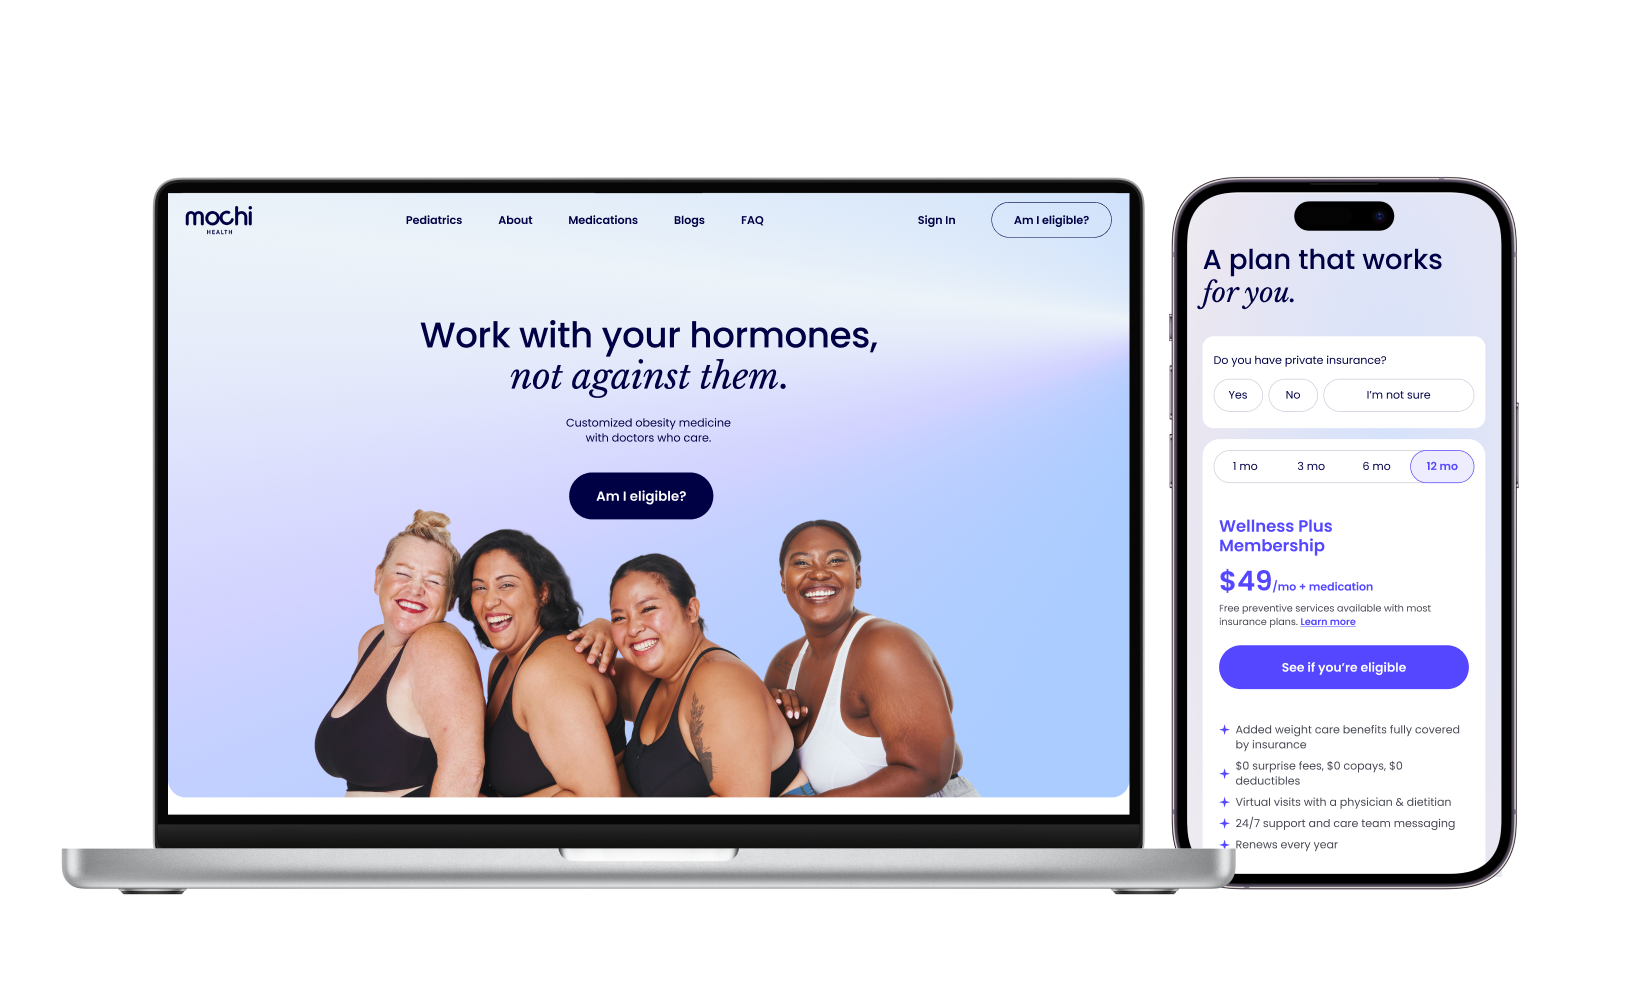 mochi
HEALTH
Pediatrics About Medications Blogs FAQ Sign In Am I eligible?
Work with your hormones,
not against them.
Customized obesity medicine
with doctors who care.
Am I eligible?
A plan that works
for you.
Do you have private insurance?
Yes No I'm not sure
1 mo 3 mo 6 mo 12 mo
Wellness Plus
Membership
$49/mo + medication
Free preventive services available with most
insurance plans. Learn more
See if you're eligible
Added weight care benefits fully covered
by insurance
$0 surprise fees, $0 copays, $0
deductibles
Virtual visits with a physician & dietitian
24/7 support and care team messaging
Renews every year